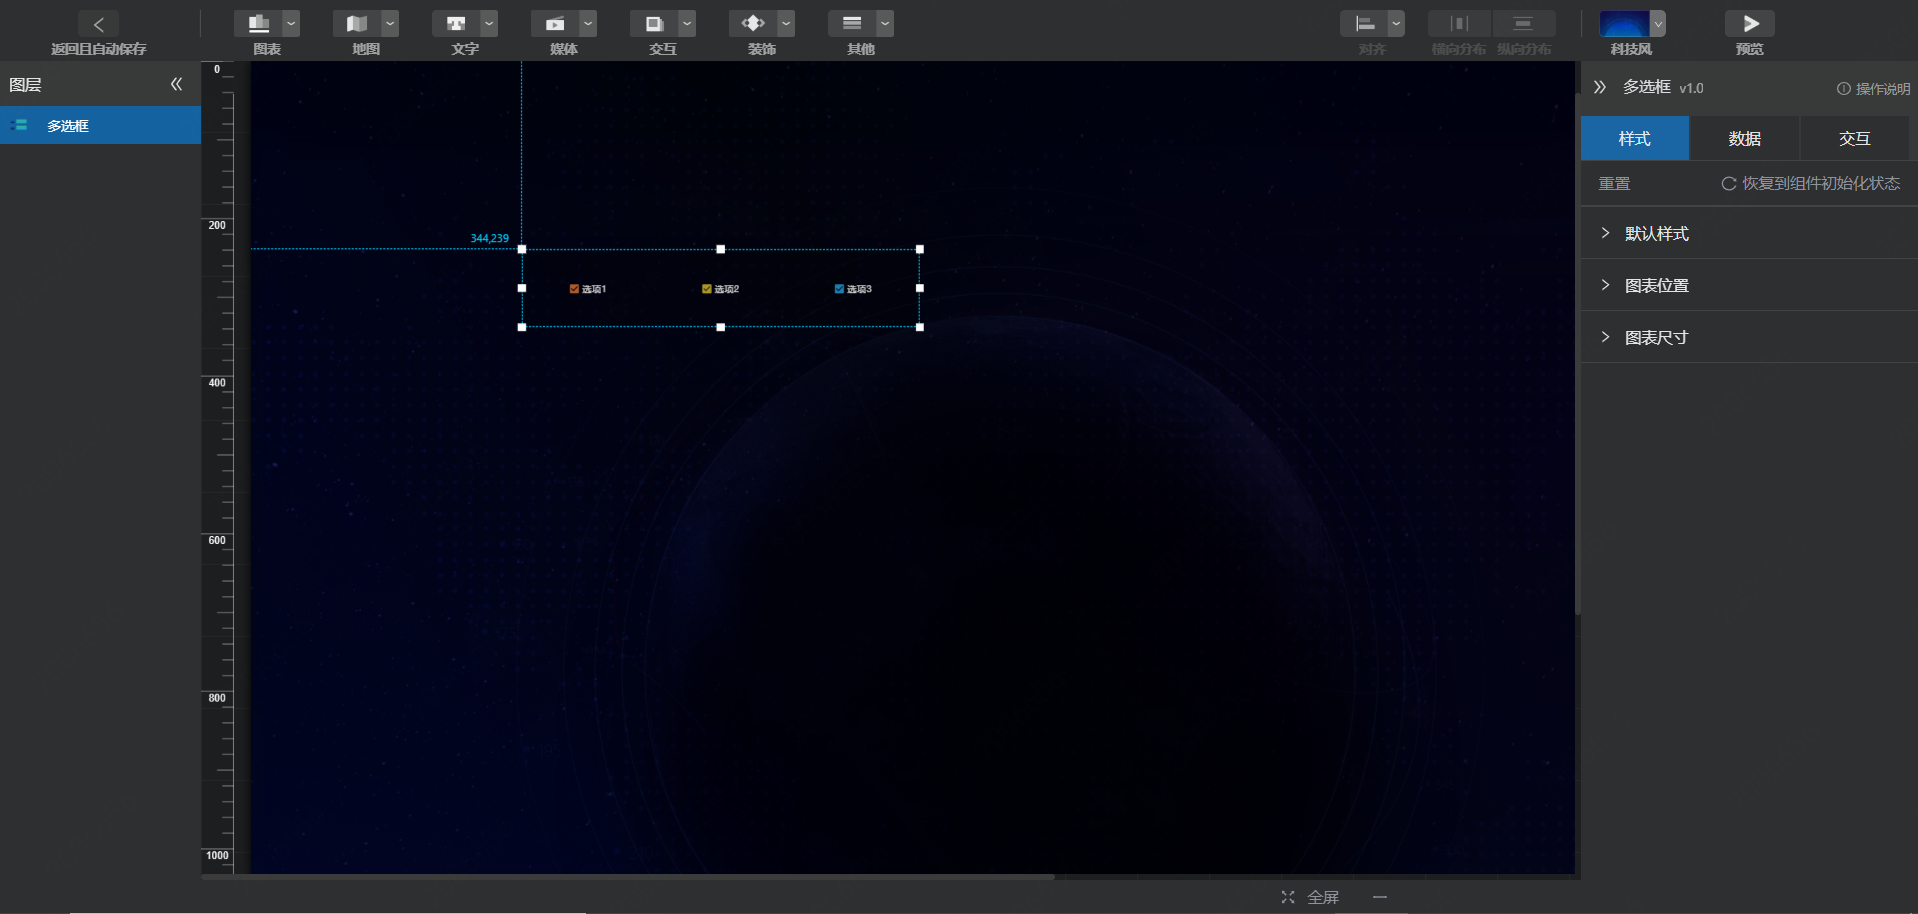 返回日自动保存
图表
地图
文字
媒体
交互
装饰
其他
对齐
横向分布
纵向分布
科技风
预览
图层
多选框
0
200
400
600
800
1000
344,239
选项1
选项2
选项3
多选框 v1.0
操作说明
样式
数据
交互
重置
恢复到组件初始化状态
默认样式
图表位置
图表尺寸
全屏